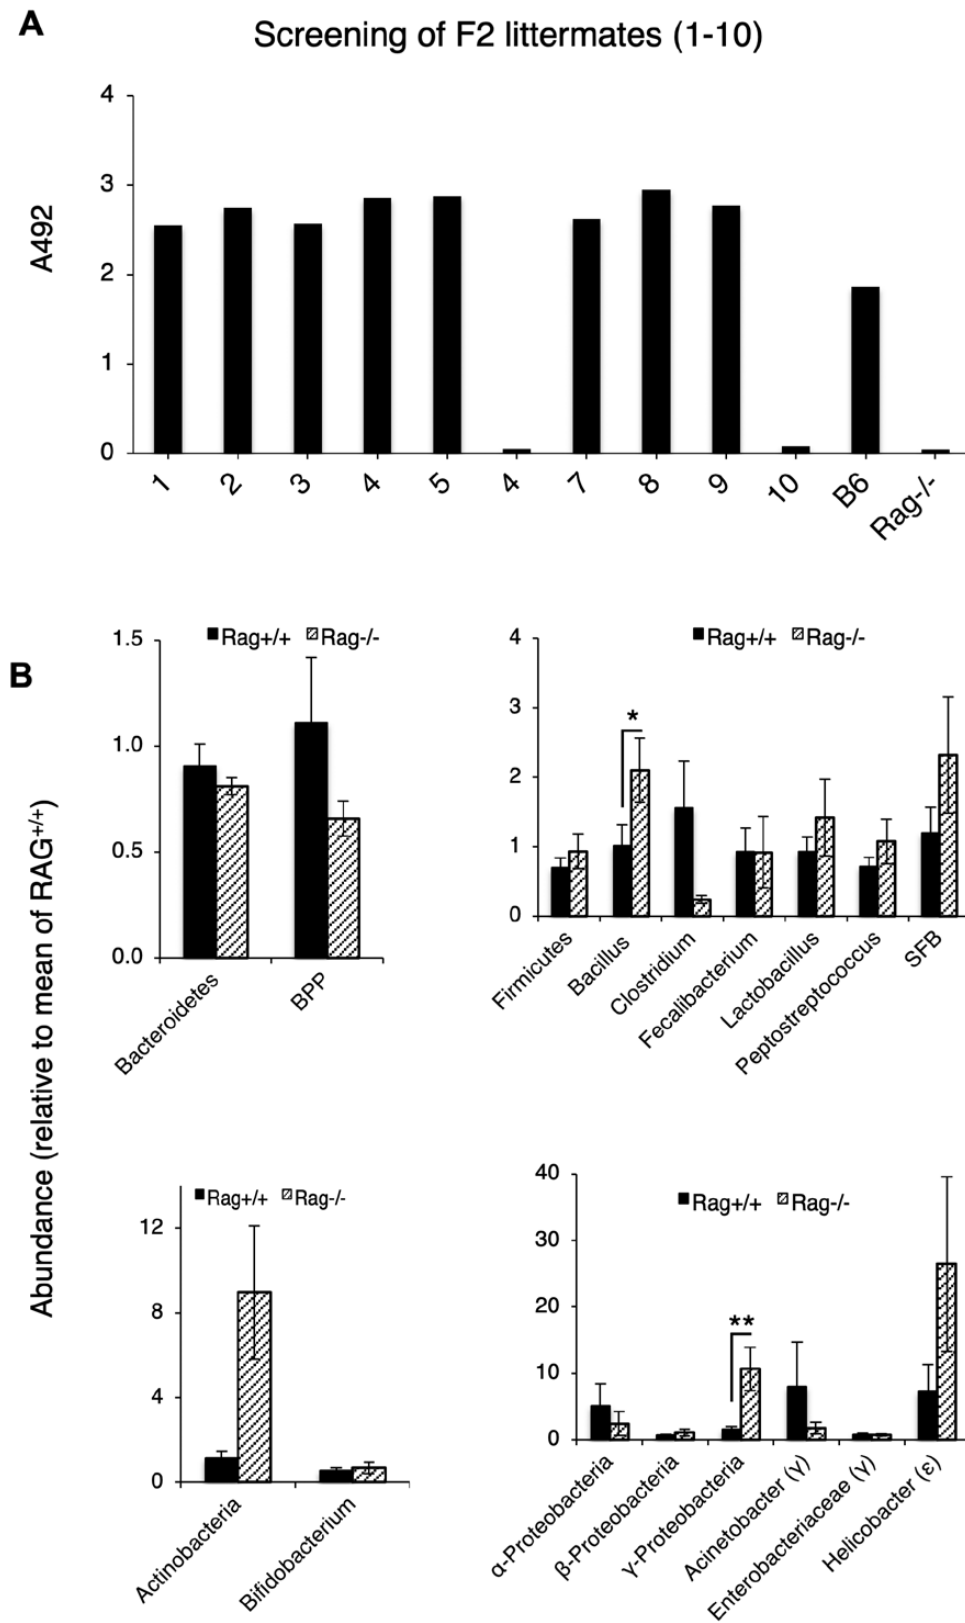 A
Screening of F2 littermates (1-10)
4
3
2
1
0
A492
1 2 3 4 5 4 7 8 9 10 B6 Rag-/-
B
Abundance (relative to mean of RAG+/+)
Rag+/+ Rag-/-
1.5
1.0
0.5
0.0
Bacteroidetes BPP
Rag+/+ Rag-/-
4
3
2
1
0
*
Firmicutes Bacillus Clostridium Fecalibacterium Lactobacillus Peptostreptococcus SFB
Rag+/+ Rag-/-
12
8
4
0
Actinobacteria Bifidobacterium
Rag+/+ Rag-/-
40
30
20
10
0
**
α-Proteobacteria β-Proteobacteria γ-Proteobacteria Acinetobacter (γ) Enterobacteriaceae (γ) Helicobacter (ε)